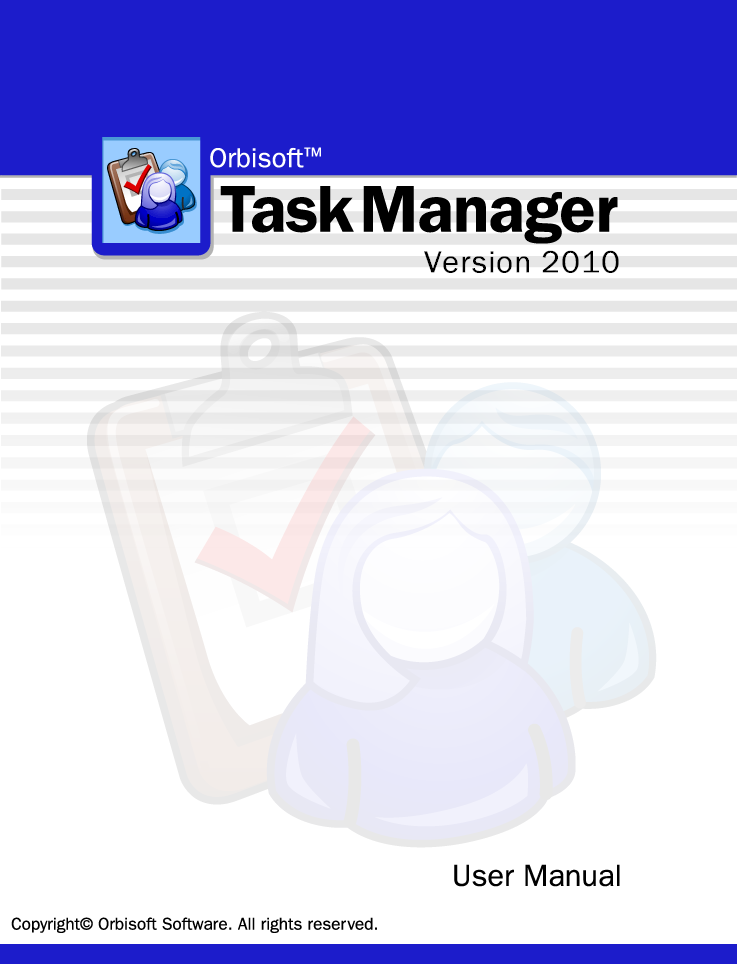 Orbisoft™
Task Manager
Version 2010
User Manual
Copyright© Orbisoft Software. All rights reserved.